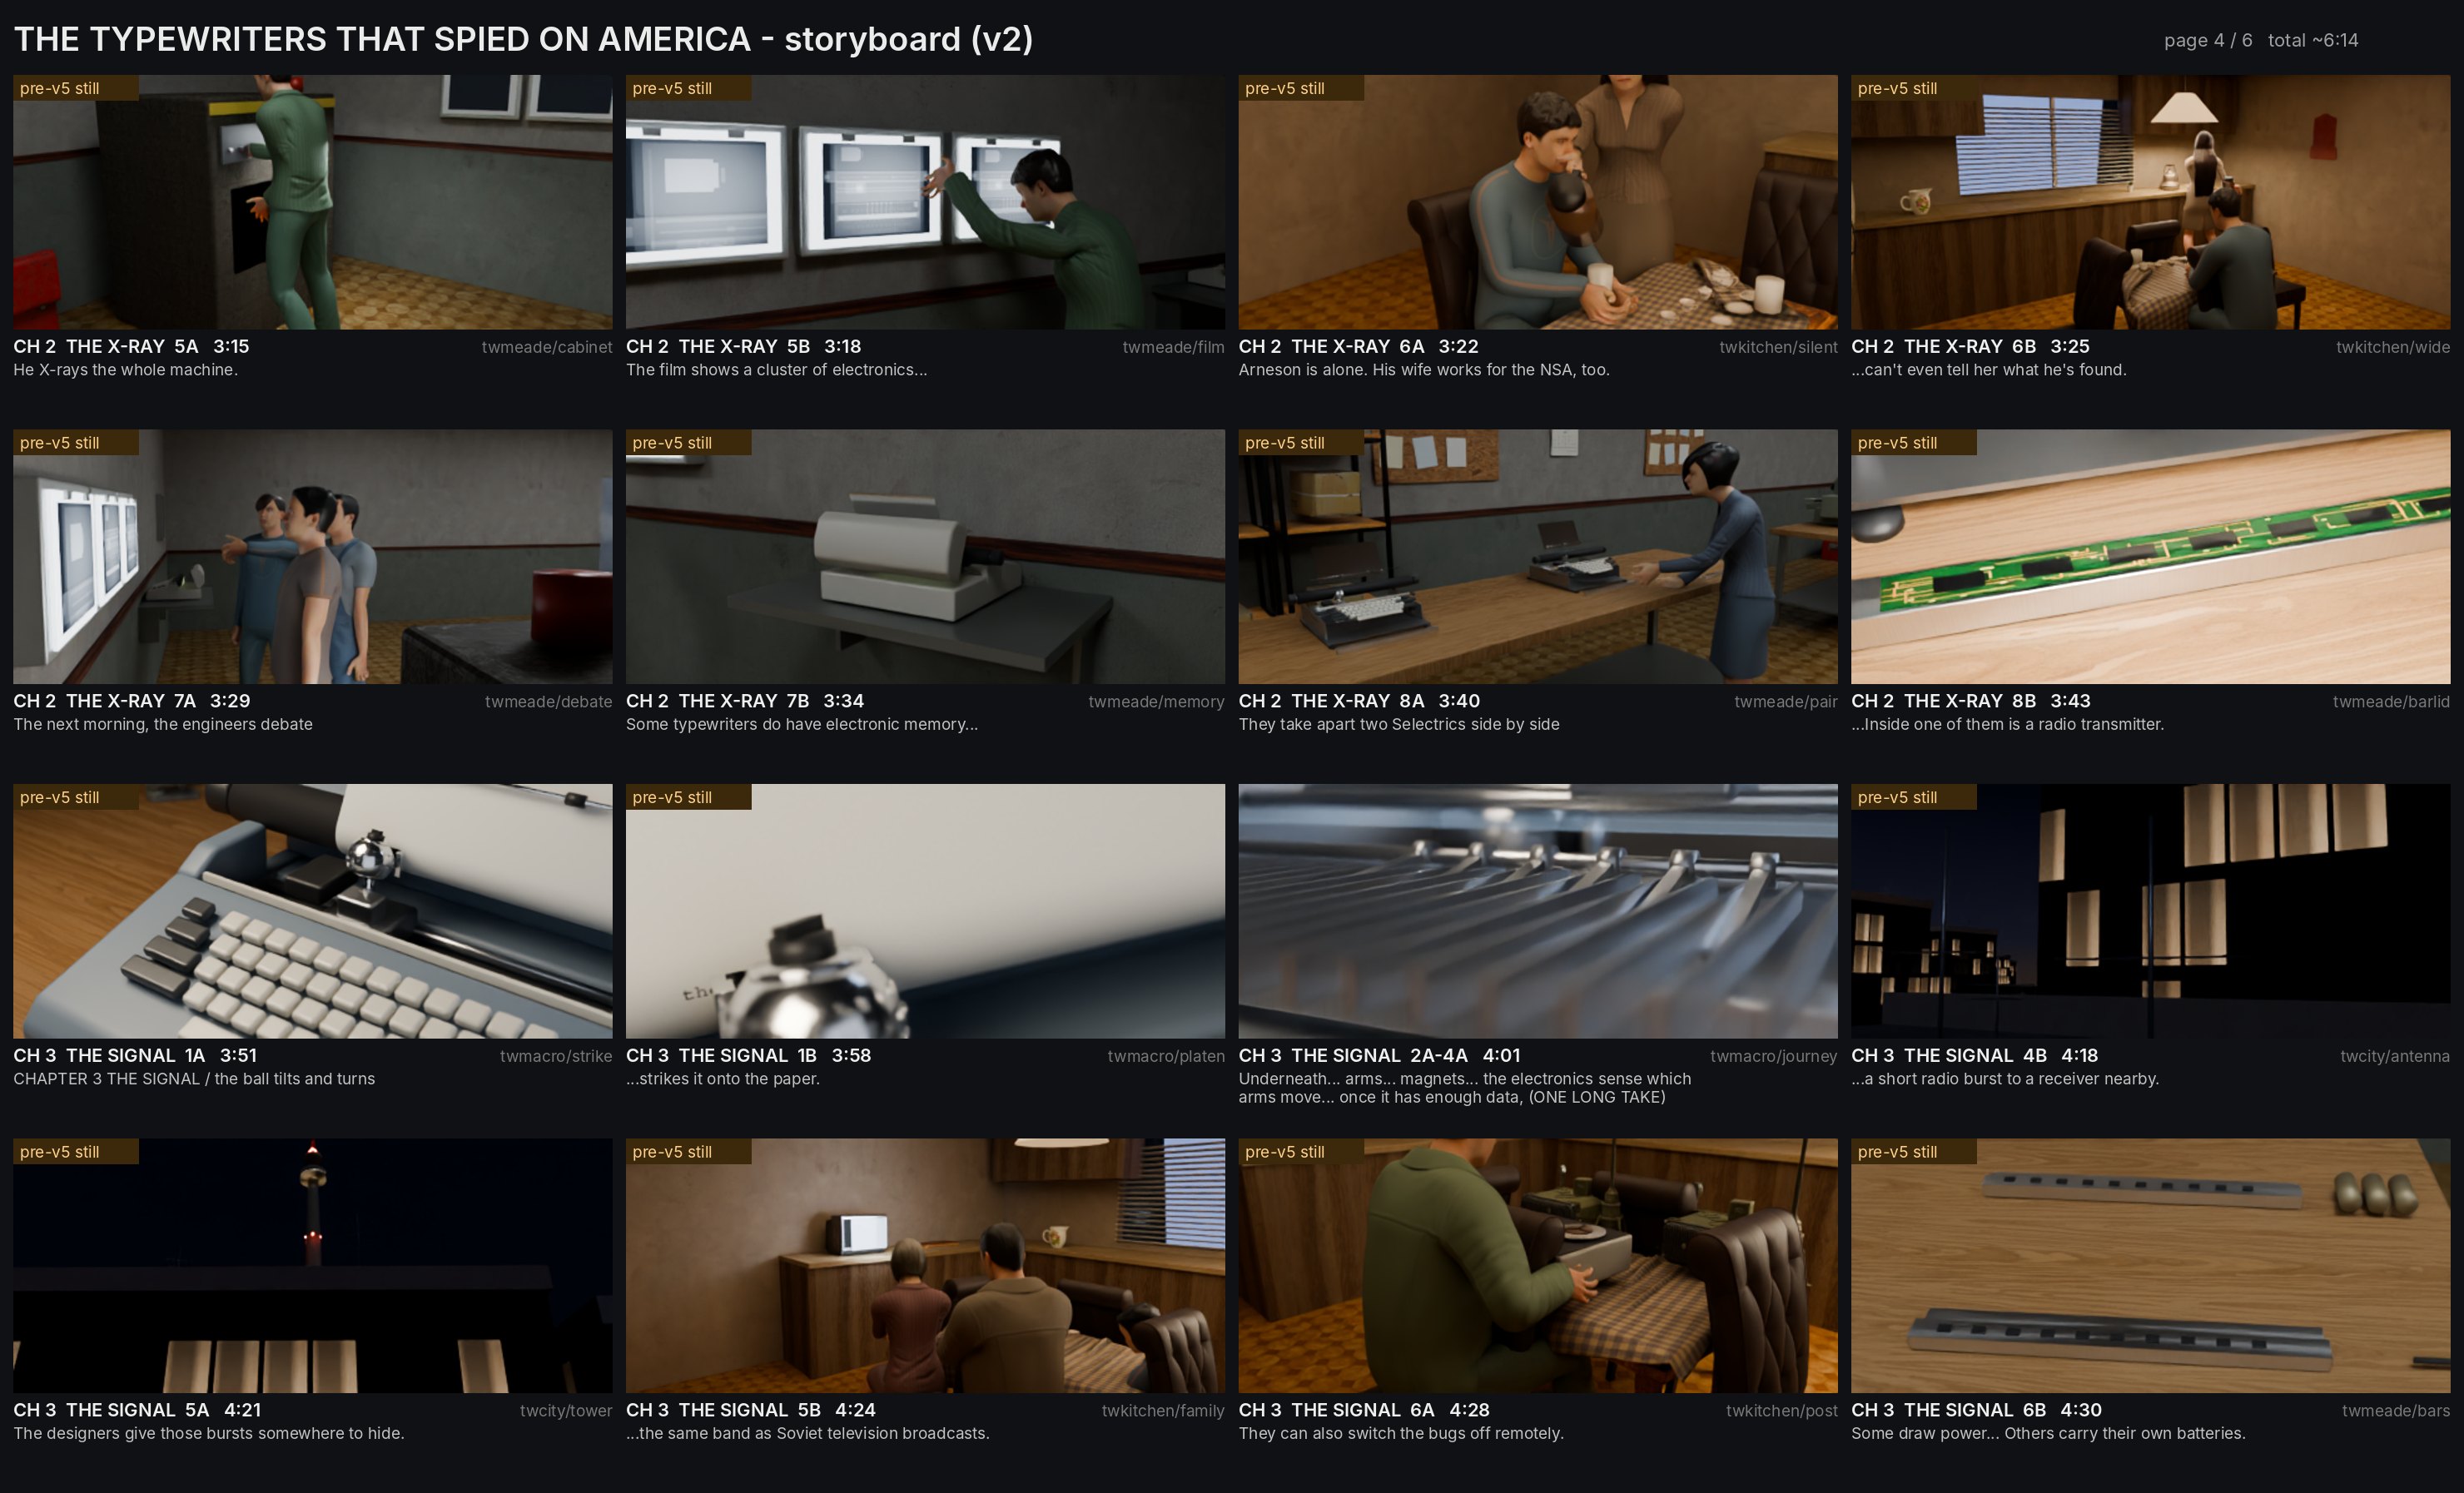 THE TYPEWRITERS THAT SPIED ON AMERICA - storyboard (v2)
page 4 / 6 total ~6:14
pre-v5 still
CH 2 THE X-RAY 5A 3:15 twmeade/cabinet
He X-rays the whole machine.
pre-v5 still
CH 2 THE X-RAY 5B 3:18 twmeade/film
The film shows a cluster of electronics...
pre-v5 still
CH 2 THE X-RAY 6A 3:22 twkitchen/silent
Arneson is alone. His wife works for the NSA, too.
pre-v5 still
CH 2 THE X-RAY 6B 3:25 twkitchen/wide
...can't even tell her what he's found.
pre-v5 still
CH 2 THE X-RAY 7A 3:29 twmeade/debate
The next morning, the engineers debate
pre-v5 still
CH 2 THE X-RAY 7B 3:34 twmeade/memory
Some typewriters do have electronic memory...
pre-v5 still
CH 2 THE X-RAY 8A 3:40 twmeade/pair
They take apart two Selectrics side by side
pre-v5 still
CH 2 THE X-RAY 8B 3:43 twmeade/barlid
...Inside one of them is a radio transmitter.
pre-v5 still
CH 3 THE SIGNAL 1A 3:51 twmacro/strike
CHAPTER 3 THE SIGNAL / the ball tilts and turns
pre-v5 still
the
CH 3 THE SIGNAL 1B 3:58 twmacro/platen
...strikes it onto the paper.
CH 3 THE SIGNAL 2A-4A 4:01 twmacro/journey
Underneath... arms... magnets... the electronics sense which
arms move... once it has enough data, (ONE LONG TAKE)
pre-v5 still
CH 3 THE SIGNAL 4B 4:18 twcity/antenna
...a short radio burst to a receiver nearby.
pre-v5 still
CH 3 THE SIGNAL 5A 4:21 twcity/tower
The designers give those bursts somewhere to hide.
pre-v5 still
CH 3 THE SIGNAL 5B 4:24 twkitchen/family
...the same band as Soviet television broadcasts.
pre-v5 still
CH 3 THE SIGNAL 6A 4:28 twkitchen/post
They can also switch the bugs off remotely.
pre-v5 still
CH 3 THE SIGNAL 6B 4:30 twmeade/bars
Some draw power... Others carry their own batteries.